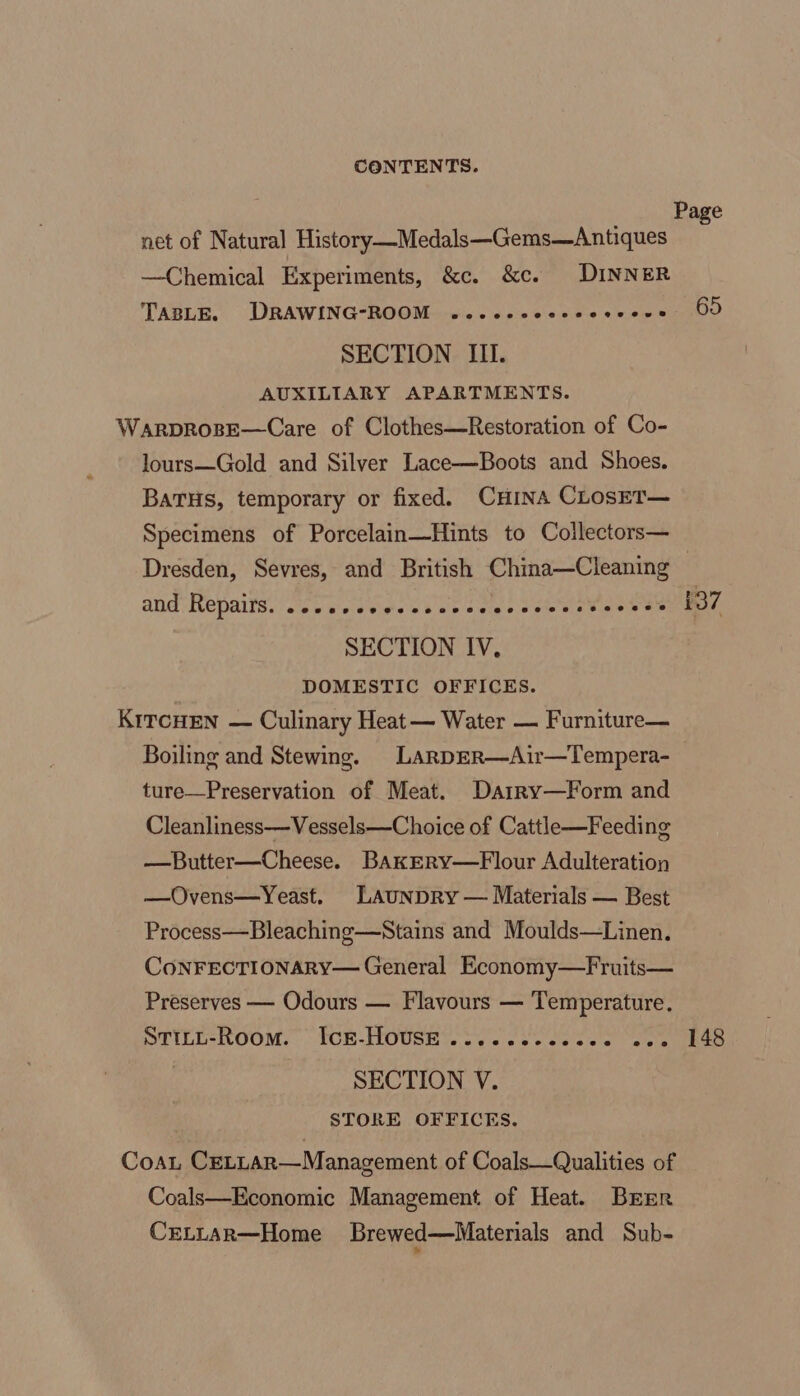 CONTENTS.
Page
net of Natural History—Medals—Gems—Antiques
—Chemical Experiments, &c. &c. DINNER
TABLE. DRAWING-ROOM ................ 65
SECTION III.
AUXILIARY APARTMENTS.
WARDROBE—Care of Clothes—Restoration of Co-
lours—Gold and Silver Lace—Boots and Shoes.
BATHS, temporary or fixed. CHINA CLOSET—
Specimens of Porcelain—Hints to Collectors—
Dresden, Sevres, and British China—Cleaning
and Repairs. ........................... 137
SECTION IV.
DOMESTIC OFFICES.
KITCHEN — Culinary Heat — Water — Furniture—
Boiling and Stewing. LARDER—Air—Tempera-
ture—Preservation of Meat. DAIRY—Form and
Cleanliness—Vessels—Choice of Cattle—Feeding
—Butter—Cheese. BAKERY—Flour Adulteration
—Ovens—Yeast. LAUNDRY — Materials — Best
Process—Bleaching—Stains and Moulds—Linen.
CONFECTIONARY—General Economy—Fruits—
Preserves — Odours — Flavours — Temperature.
STILL-ROOM. ICE-HOUSE ............ ... 148
SECTION V.
STORE OFFICES.
COAL CELLAR—Management of Coals—Qualities of
Coals—Economic Management of Heat. BEER
CELLAR—Home Brewed—Materials and Sub-